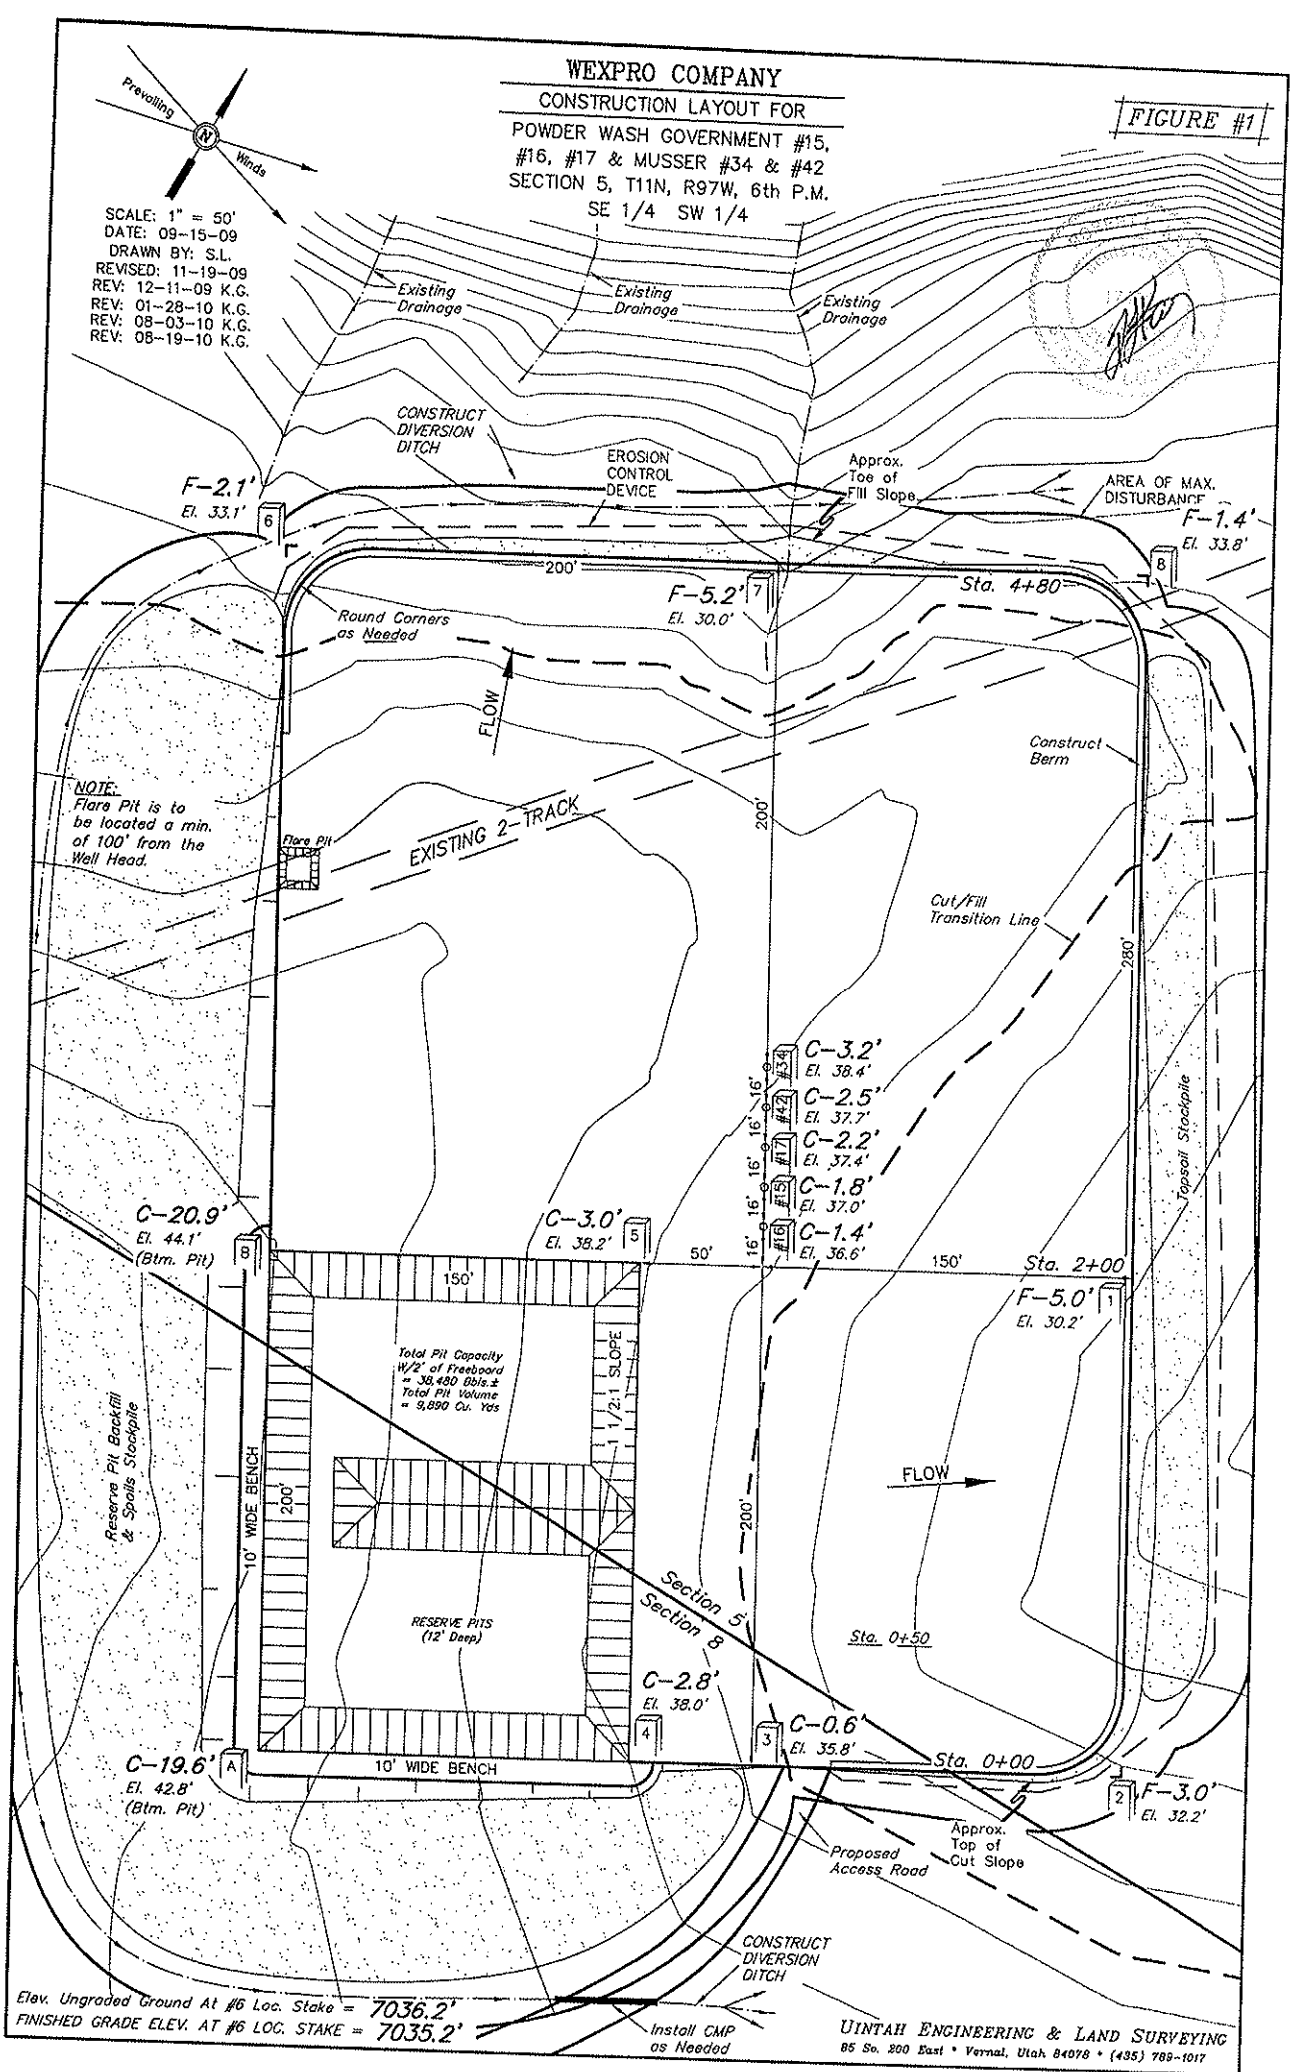 WEXPRO COMPANY
CONSTRUCTION LAYOUT FOR
POWDER WASH GOVERNMENT #15,
#16, #17 & MUSSER #34 & #42
SECTION 5, T11N, R97W, 6th P.M.
SE 1/4 SW 1/4
FIGURE #1
Prevailing
Winds
N
SCALE: 1" = 50'
DATE: 09-15-09
DRAWN BY: S.L.
REVISED: 11-19-09
REV: 12-11-09 K.G.
REV: 01-28-10 K.G.
REV: 08-03-10 K.G.
REV: 08-19-10 K.G.
Existing
Drainage
Existing
Drainage
Existing
Drainage
CONSTRUCT
DIVERSION
DITCH
EROSION
CONTROL
DEVICE
Approx.
Toe of
Fill Slope
AREA OF MAX.
DISTURBANCE
F-2.1'
El. 33.1'
6
F-1.4'
El. 33.8'
8
200'
F-5.2'
El. 30.0'
7
Sta. 4+80
Round Corners
as Needed
FLOW
Construct
Berm
NOTE:
Flare Pit is to
be located a min.
of 100' from the
Well Head.
Flare Pit
EXISTING 2-TRACK
200'
Cut/Fill
Transition Line
280'
C-3.2'
El. 38.4'
#34
16'
C-2.5'
El. 37.7'
#42
16'
C-2.2'
El. 37.4'
#17
16'
C-1.8'
El. 37.0'
#15
16'
C-1.4'
El. 36.6'
#16
16'
Topsoil Stockpile
C-20.9'
El. 44.1'
(Btm. Pit)
B
C-3.0'
El. 38.2'
5
150'
50'
150'
Sta. 2+00
F-5.0'
El. 30.2'
1
Total Pit Capacity
W/2' of Freeboard
= 38,480 Bbls.±
Total Pit Volume
= 9,890 Cu. Yds
1 1/2:1 SLOPE
Reserve Pit Backfill
& Spoils Stockpile
10' WIDE BENCH
200'
FLOW
200'
Section 5
Section 8
RESERVE PITS
(12' Deep)
Sta. 0+50
C-2.8'
El. 38.0'
4
C-0.6'
El. 35.8'
3
Sta. 0+00
C-19.6'
El. 42.8'
(Btm. Pit)
A
10' WIDE BENCH
2
F-3.0'
El. 32.2'
Approx.
Top of
Cut Slope
Proposed
Access Road
CONSTRUCT
DIVERSION
DITCH
Install CMP
as Needed
Elev. Ungraded Ground At #6 Loc. Stake = 7036.2'
FINISHED GRADE ELEV. AT #6 LOC. STAKE = 7035.2'
UINTAH ENGINEERING & LAND SURVEYING
85 So. 200 East * Vernal, Utah 84078 * (435) 789-1017